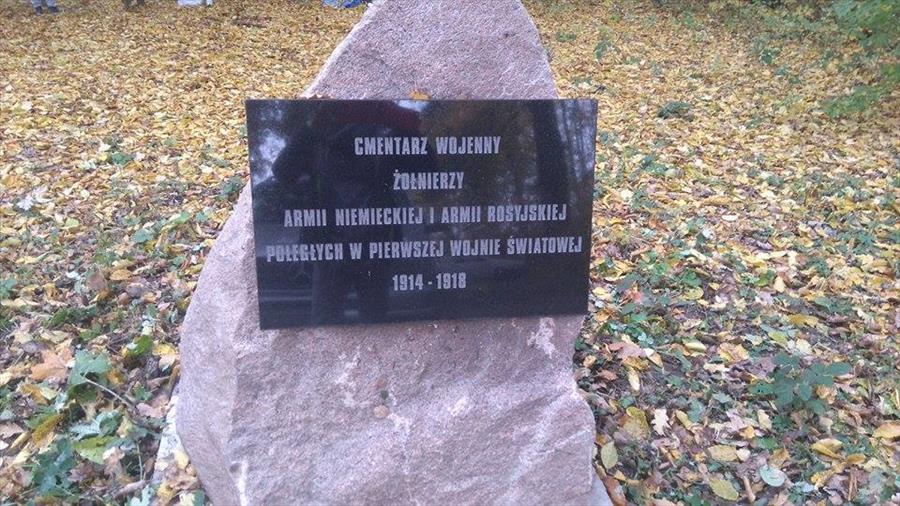 CMENTARZ WOJENNY
ŻOŁNIERZY
ARMII NIEMIECKIEJ I ARMII ROSYJSKIEJ
POLEGŁYCH W PIERWSZEJ WOJNIE ŚWIATOWEJ
1914 - 1918